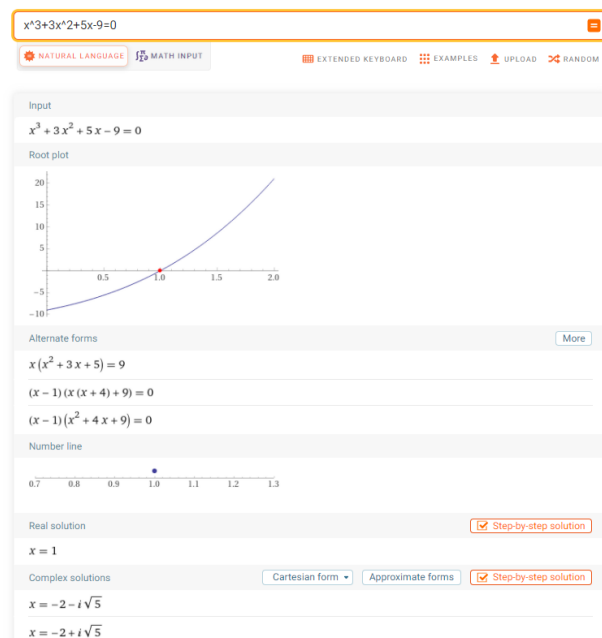 x^3+3x^2+5x-9=0
NATURAL LANGUAGE MATH INPUT EXTENDED KEYBOARD EXAMPLES UPLOAD RANDOM
Input
x³ + 3 x² + 5 x − 9 = 0
Root plot
20
15
10
5
0.5 1.0 1.5 2.0
−5
−10
Alternate forms More
x (x² + 3 x + 5) = 9
(x − 1) (x (x + 4) + 9) = 0
(x − 1) (x² + 4 x + 9) = 0
Number line
0.7 0.8 0.9 1.0 1.1 1.2 1.3
Real solution Step-by-step solution
x = 1
Complex solutions Cartesian form Approximate forms Step-by-step solution
x = −2 − i √5
x = −2 + i √5